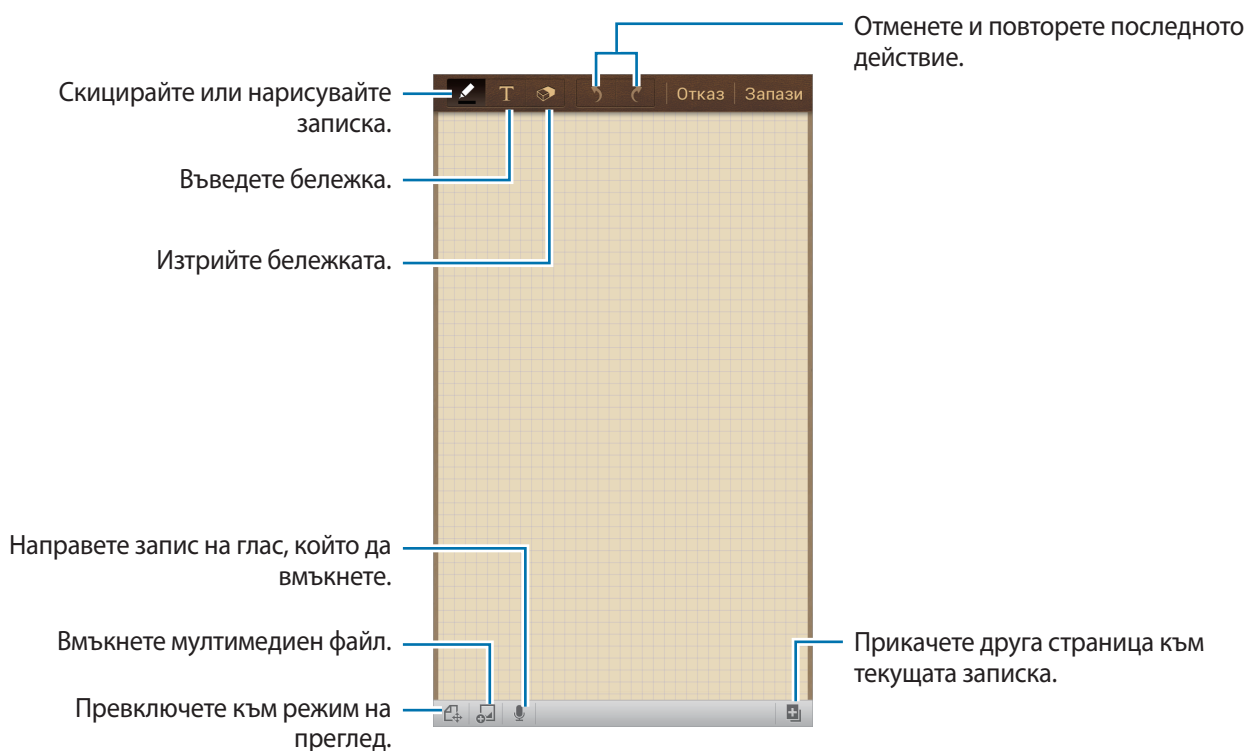 Отменете и повторете последното
действие.
Скицирайте или нарисувайте
записка.
T
Отказ
Запази
Въведете бележка.
Изтрийте бележката.
Направете запис на глас, който да
вмъкнете.
Вмъкнете мултимедиен файл.
Прикачете друга страница към
текущата записка.
Превключете към режим на
преглед.